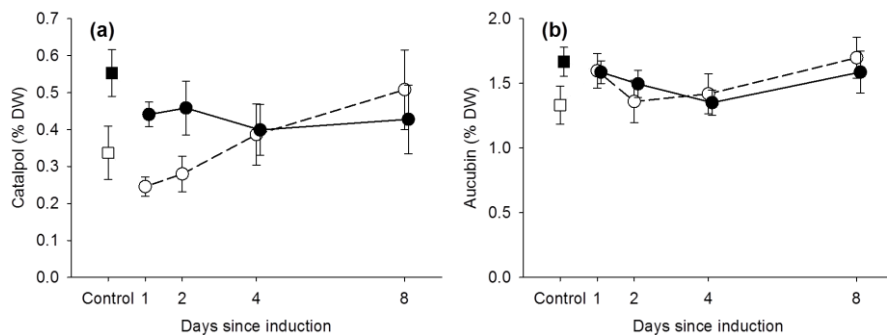 (a)
Catalpol (% DW)
0.7
0.6
0.5
0.4
0.3
0.2
0.1
0.0
Control 1 2 4 8
Days since induction
(b)
Aucubin (% DW)
2.0
1.5
1.0
0.5
0.0
Control 1 2 4 8
Days since induction